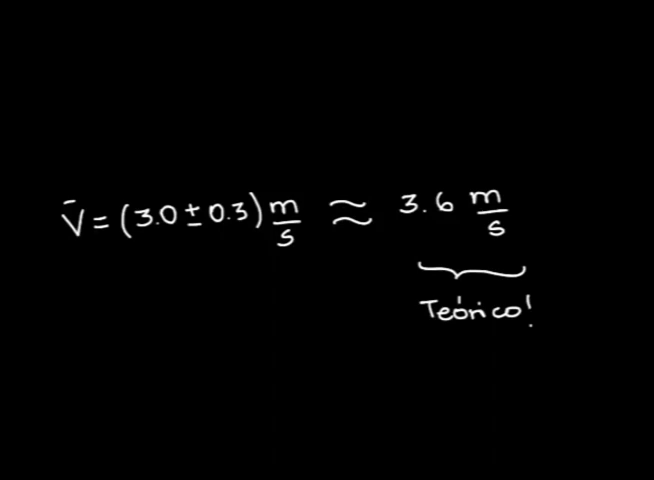 V̄ = (3.0 ± 0.3) m/s ≈ 3.6 m/s
Teórico!